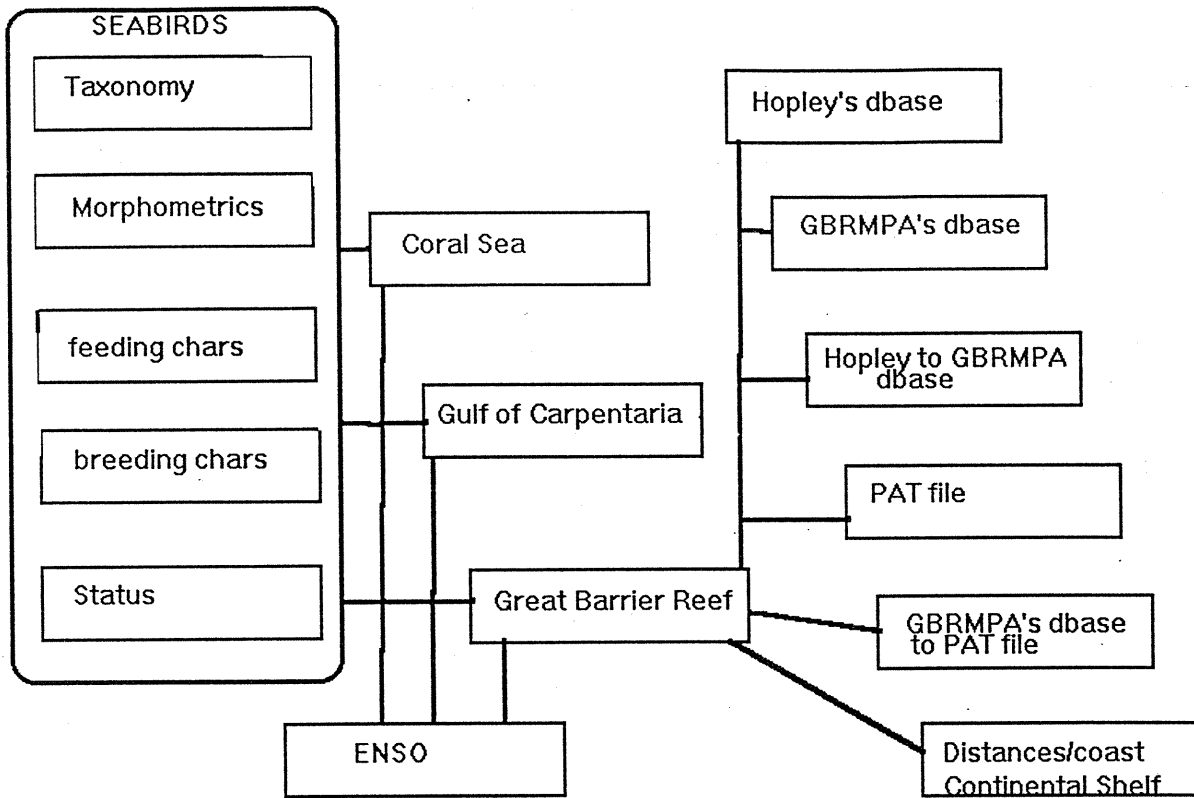 SEABIRDS
Taxonomy
Morphometrics
feeding chars
breeding chars
Status
Coral Sea
Gulf of Carpentaria
Great Barrier Reef
ENSO
Hopley's dbase
GBRMPA's dbase
Hopley to GBRMPA
dbase
PAT file
GBRMPA's dbase
to PAT file
Distances/coast
Continental Shelf